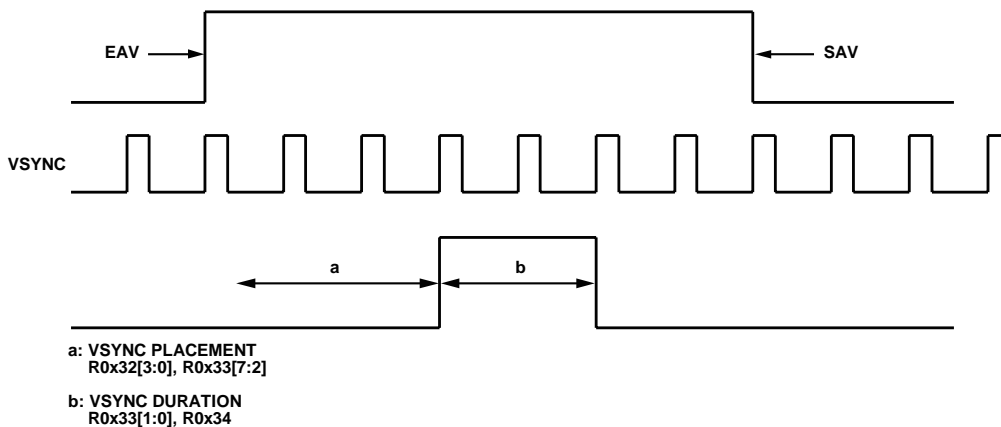 EAV
SAV
VSYNC
a
b
a: VSYNC PLACEMENT
R0x32[3:0], R0x33[7:2]
b: VSYNC DURATION
R0x33[1:0], R0x34